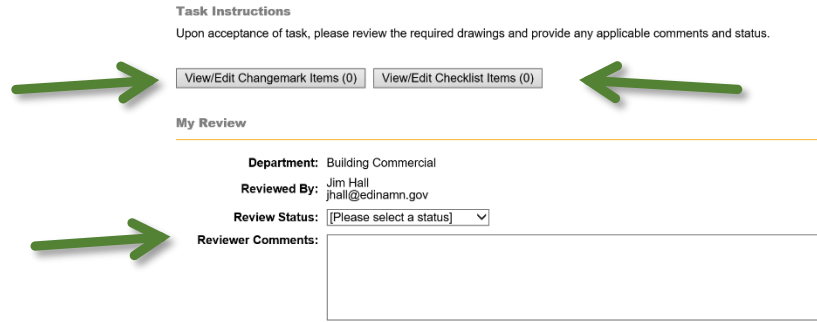 Task Instructions
Upon acceptance of task, please review the required drawings and provide any applicable comments and status.
View/Edit Changemark Items (0) View/Edit Checklist Items (0)
My Review
Department: Building Commercial
Reviewed By: Jim Hall
jhall@edinamn.gov
Review Status: [Please select a status]
Reviewer Comments: